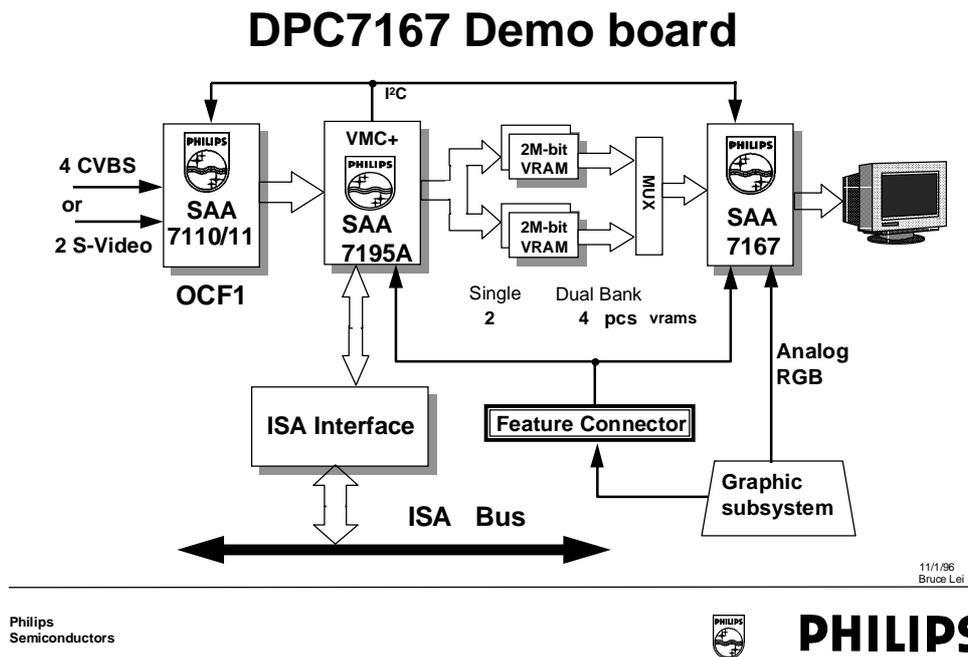 DPC7167 Demo board
I²C
PHILIPS
SAA
7110/11
OCF1
4 CVBS
or
2 S-Video
VMC+
PHILIPS
SAA
7195A
2M-bit
VRAM
2M-bit
VRAM
MUX
PHILIPS
SAA
7167
Single Dual Bank
2 4 pcs vrams
Analog
RGB
ISA Interface
Feature Connector
Graphic
subsystem
ISA Bus
11/1/96
Bruce Lei
Philips
Semiconductors
PHILIPS
PHILIPS